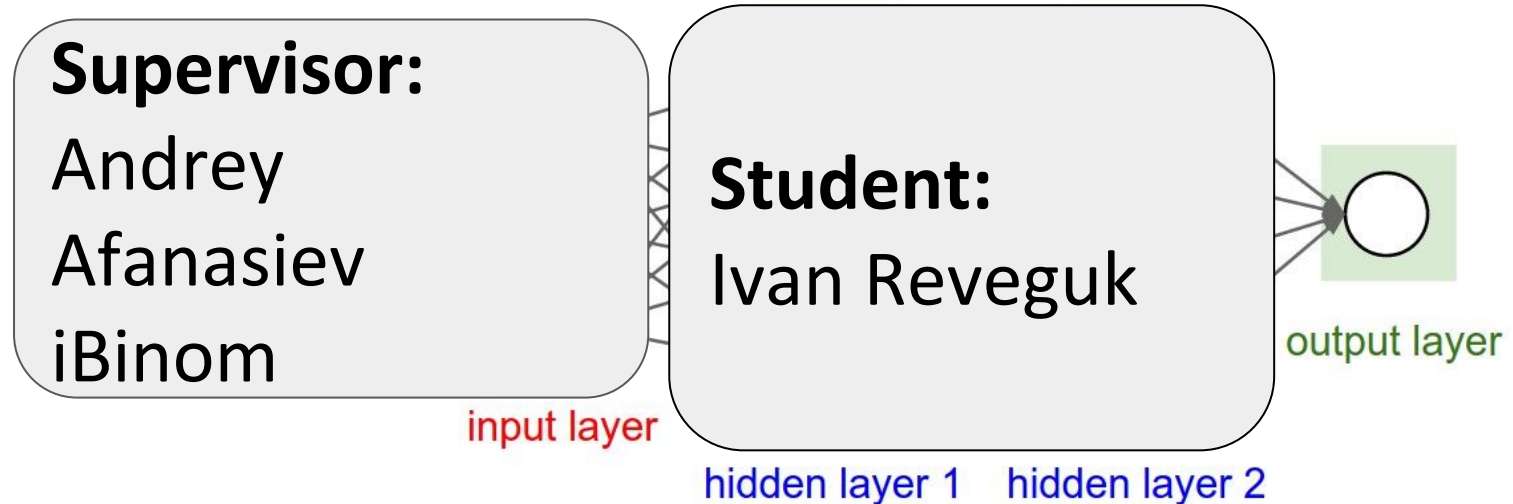 Supervisor:
Andrey
Afanasiev
iBinom
Student:
Ivan Reveguk
output layer
input layer
hidden layer 1
hidden layer 2